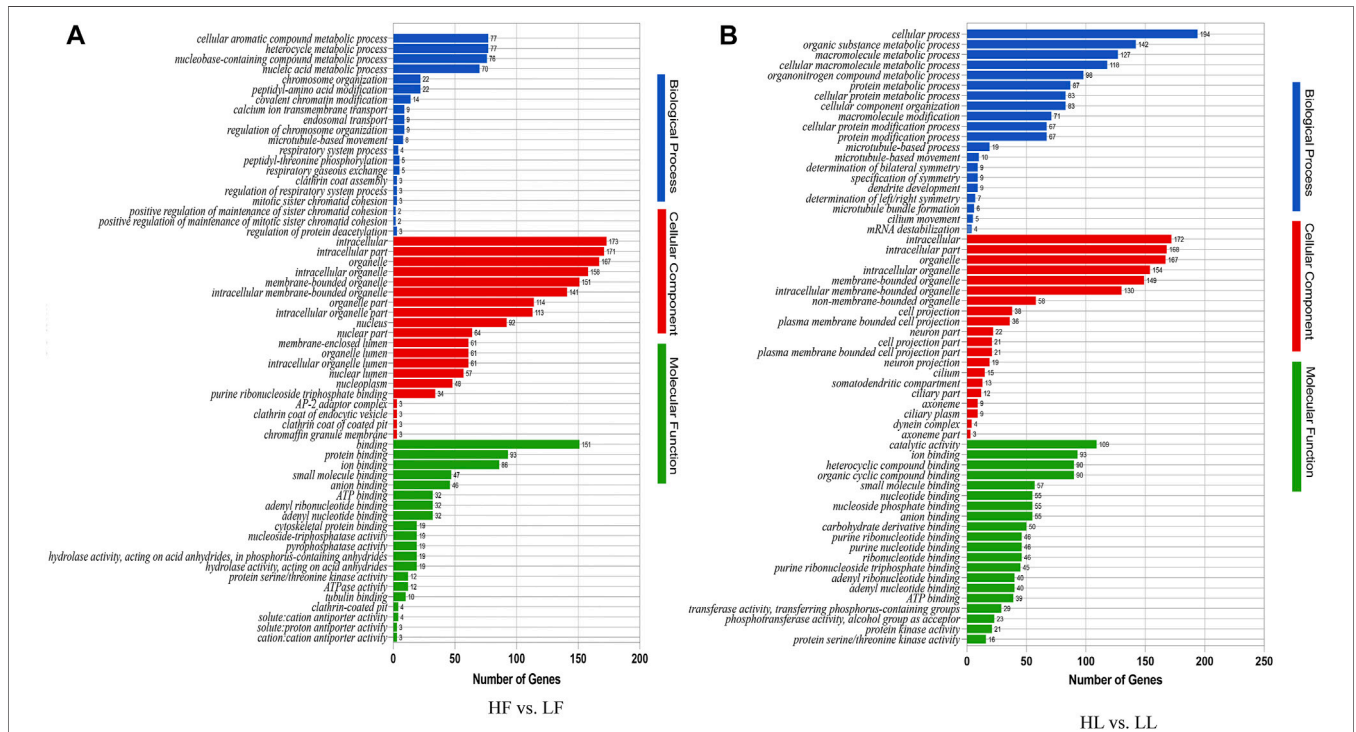 A
cellular aromatic compound metabolic process 77
heterocycle metabolic process 77
nucleobase-containing compound metabolic process 76
nucleic acid metabolic process 70
chromosome organization 22
peptidyl-amino acid modification 22
covalent chromatin modification 14
calcium ion transmembrane transport 9
endosomal transport 9
regulation of chromosome organization 9
microtubule-based movement 8
respiratory system process 4
peptidyl-threonine phosphorylation 5
respiratory gaseous exchange 5
clathrin coat assembly 3
regulation of respiratory system process 3
mitotic sister chromatid cohesion 3
positive regulation of maintenance of sister chromatid cohesion 2
positive regulation of maintenance of mitotic sister chromatid cohesion 2
regulation of protein deacetylation 3
intracellular 173
intracellular part 171
organelle 167
intracellular organelle 158
membrane-bounded organelle 151
intracellular membrane-bounded organelle 141
organelle part 114
intracellular organelle part 113
nucleus 92
nuclear part 64
membrane-enclosed lumen 61
organelle lumen 61
intracellular organelle lumen 61
nuclear lumen 57
nucleoplasm 48
purine ribonucleoside triphosphate binding 34
AP-2 adaptor complex 3
clathrin coat of endocytic vesicle 3
clathrin coat of coated pit 3
chromaffin granule membrane 3
binding 151
protein binding 93
ion binding 86
small molecule binding 47
anion binding 46
ATP binding 32
adenyl ribonucleotide binding 32
adenyl nucleotide binding 32
cytoskeletal protein binding 19
nucleoside-triphosphatase activity 19
pyrophosphatase activity 19
hydrolase activity, acting on acid anhydrides, in phosphorus-containing anhydrides 19
hydrolase activity, acting on acid anhydrides 19
protein serine/threonine kinase activity 12
ATPase activity 12
tubulin binding 10
clathrin-coated pit 4
solute:cation antiporter activity 4
solute:proton antiporter activity 3
cation:cation antiporter activity 3
0 50 100 150 200
Number of Genes
HF vs. LF
Biological Process
Cellular Component
Molecular Function
B
cellular process 194
organic substance metabolic process 142
macromolecule metabolic process 127
cellular macromolecule metabolic process 118
organonitrogen compound metabolic process 98
protein metabolic process 87
cellular protein metabolic process 83
cellular component organization 83
macromolecule modification 71
cellular protein modification process 67
protein modification process 67
microtubule-based process 19
microtubule-based movement 10
determination of bilateral symmetry 9
specification of symmetry 9
dendrite development 9
determination of left/right symmetry 7
microtubule bundle formation 6
cilium movement 5
mRNA destabilization 4
intracellular 172
intracellular part 168
organelle 167
intracellular organelle 154
membrane-bounded organelle 149
intracellular membrane-bounded organelle 130
non-membrane-bounded organelle 58
cell projection 38
plasma membrane bounded cell projection 36
neuron part 22
cell projection part 21
plasma membrane bounded cell projection part 21
neuron projection 19
cilium 15
somatodendritic compartment 13
ciliary part 12
axoneme 9
ciliary plasm 9
dynein complex 4
axoneme part 3
catalytic activity 109
ion binding 93
heterocyclic compound binding 90
organic cyclic compound binding 90
small molecule binding 57
nucleotide binding 55
nucleoside phosphate binding 55
anion binding 55
carbohydrate derivative binding 50
purine ribonucleotide binding 46
purine nucleotide binding 46
ribonucleotide binding 46
purine ribonucleoside triphosphate binding 45
adenyl ribonucleotide binding 40
adenyl nucleotide binding 40
ATP binding 39
transferase activity, transferring phosphorus-containing groups 29
phosphotransferase activity, alcohol group as acceptor 23
protein kinase activity 21
protein serine/threonine kinase activity 16
0 50 100 150 200 250
Number of Genes
HL vs. LL
Biological Process
Cellular Component
Molecular Function